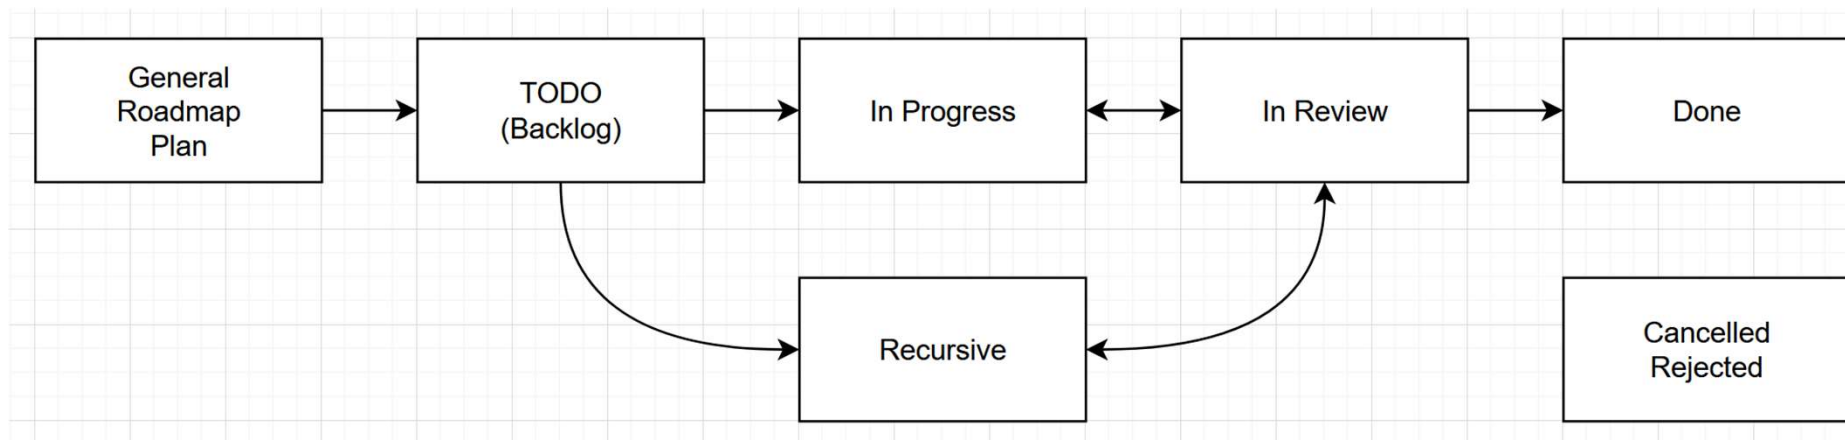 General
Roadmap
Plan
TODO
(Backlog)
In Progress
In Review
Done
Recursive
Cancelled
Rejected